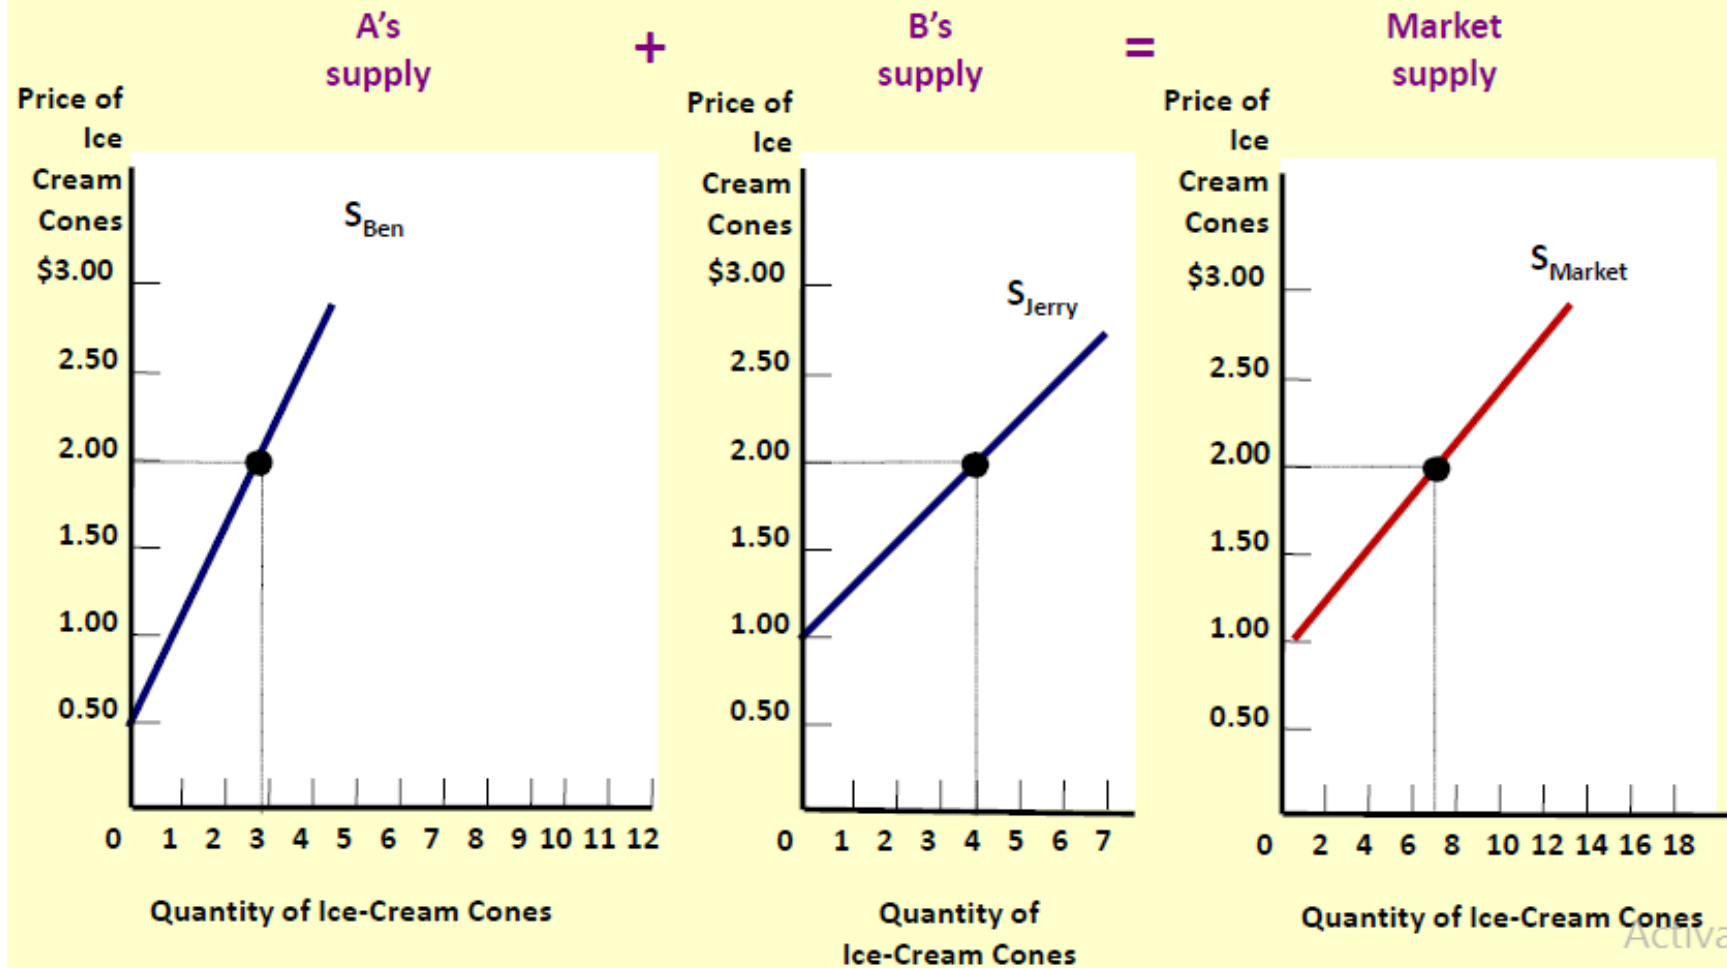 A's
supply
+
B's
supply
=
Market
supply
Price of
Ice
Cream
Cones
$3.00
2.50
2.00
1.50
1.00
0.50
S_Ben
0 1 2 3 4 5 6 7 8 9 10 11 12
Quantity of Ice-Cream Cones
Price of
Ice
Cream
Cones
$3.00
2.50
2.00
1.50
1.00
0.50
S_Jerry
0 1 2 3 4 5 6 7
Quantity of
Ice-Cream Cones
Price of
Ice
Cream
Cones
$3.00
2.50
2.00
1.50
1.00
0.50
S_Market
0 2 4 6 8 10 12 14 16 18
Quantity of Ice-Cream Cones
Activa